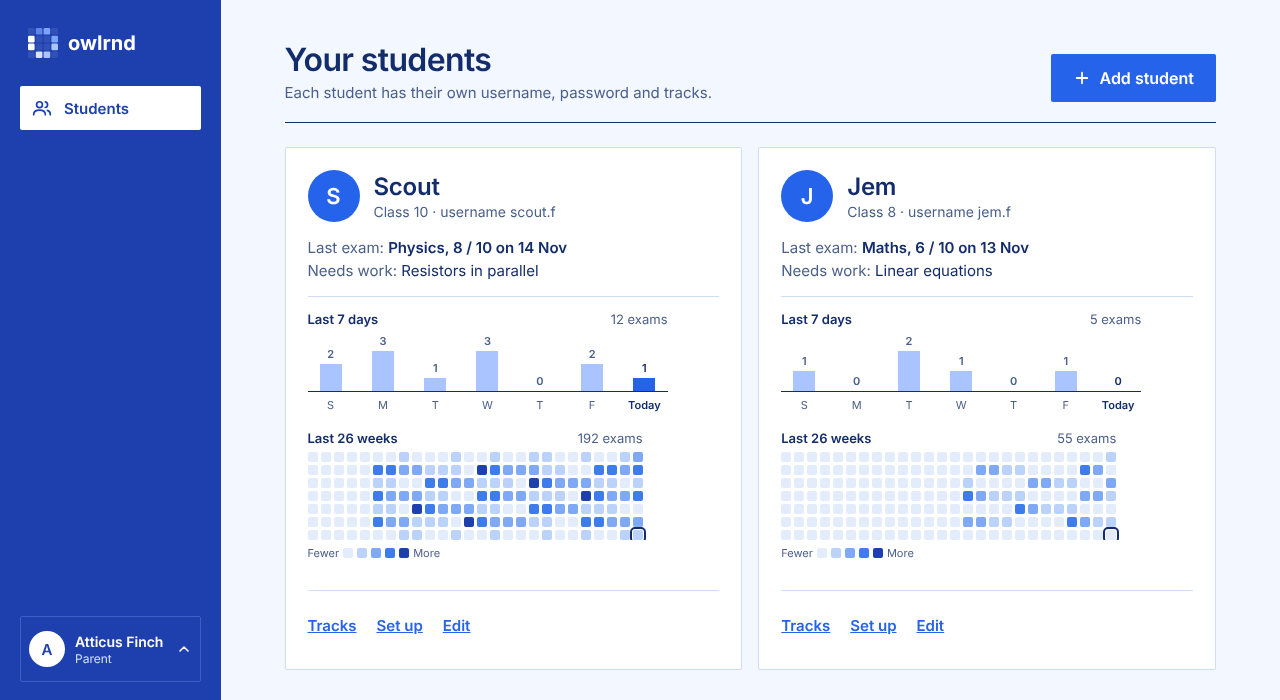 owlrnd
Students
Your students
Each student has their own username, password and tracks.
Add student
S
Scout
Class 10 · username scout.f
Last exam: Physics, 8 / 10 on 14 Nov
Needs work: Resistors in parallel
Last 7 days
12 exams
2 3 1 3 0 2 1
S M T W T F Today
Last 26 weeks
192 exams
Fewer More
Tracks Set up Edit
J
Jem
Class 8 · username jem.f
Last exam: Maths, 6 / 10 on 13 Nov
Needs work: Linear equations
Last 7 days
5 exams
1 0 2 1 0 1 0
S M T W T F Today
Last 26 weeks
55 exams
Fewer More
Tracks Set up Edit
A
Atticus Finch
Parent